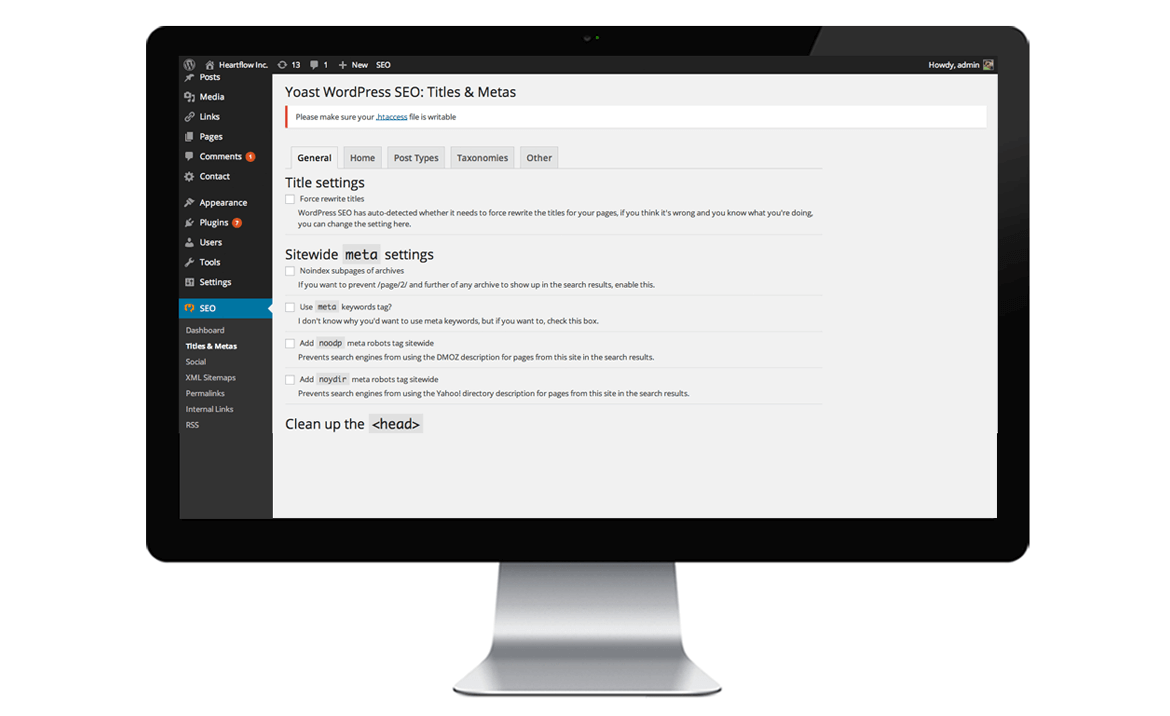 Heartflow Inc. 13 1 New SEO Howdy, admin
Posts
Media
Links
Pages
Comments 1
Contact
Appearance
Plugins 7
Users
Tools
Settings
SEO
Dashboard
Titles & Metas
Social
XML Sitemaps
Permalinks
Internal Links
RSS
Yoast WordPress SEO: Titles & Metas
Please make sure your .htaccess file is writable
General Home Post Types Taxonomies Other
Title settings
Force rewrite titles
WordPress SEO has auto-detected whether it needs to force rewrite the titles for your pages, if you think it's wrong and you know what you're doing,
you can change the setting here.
Sitewide meta settings
Noindex subpages of archives
If you want to prevent /page/2/ and further of any archive to show up in the search results, enable this.
Use meta keywords tag?
I don't know why you'd want to use meta keywords, but if you want to, check this box.
Add noodp meta robots tag sitewide
Prevents search engines from using the DMOZ description for pages from this site in the search results.
Add noydir meta robots tag sitewide
Prevents search engines from using the Yahoo! directory description for pages from this site in the search results.
Clean up the <head>